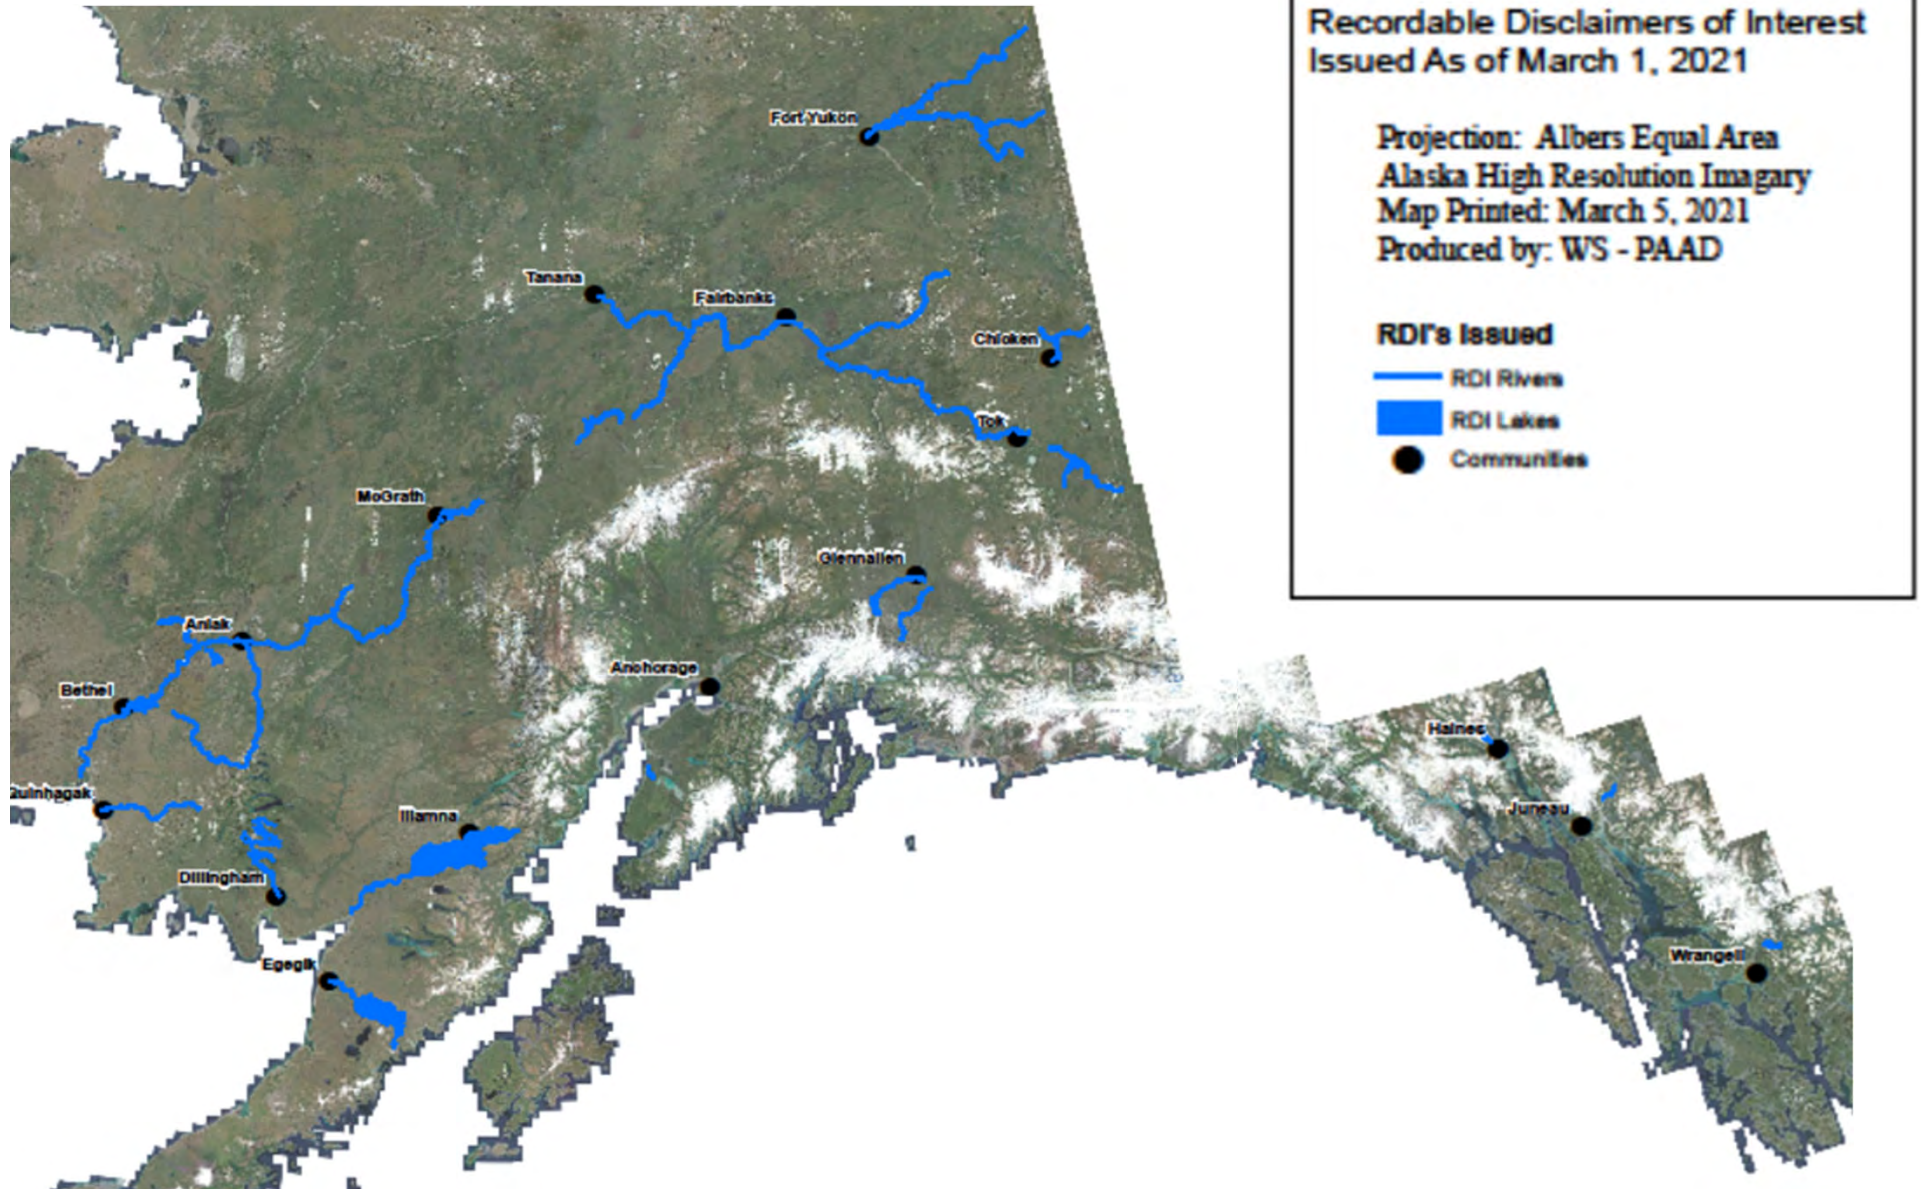 Recordable Disclaimers of Interest
Issued As of March 1, 2021
Projection: Albers Equal Area
Alaska High Resolution Imagary
Map Printed: March 5, 2021
Produced by: WS - PAAD
RDI's Issued
RDI Rivers
RDI Lakes
Communities
Fort Yukon
Tanana
Fairbanks
Chicken
Tok
McGrath
Glennallen
Aniak
Anchorage
Bethel
Haines
Quinhagak
Juneau
Iliamna
Dillingham
Wrangell
Egegik